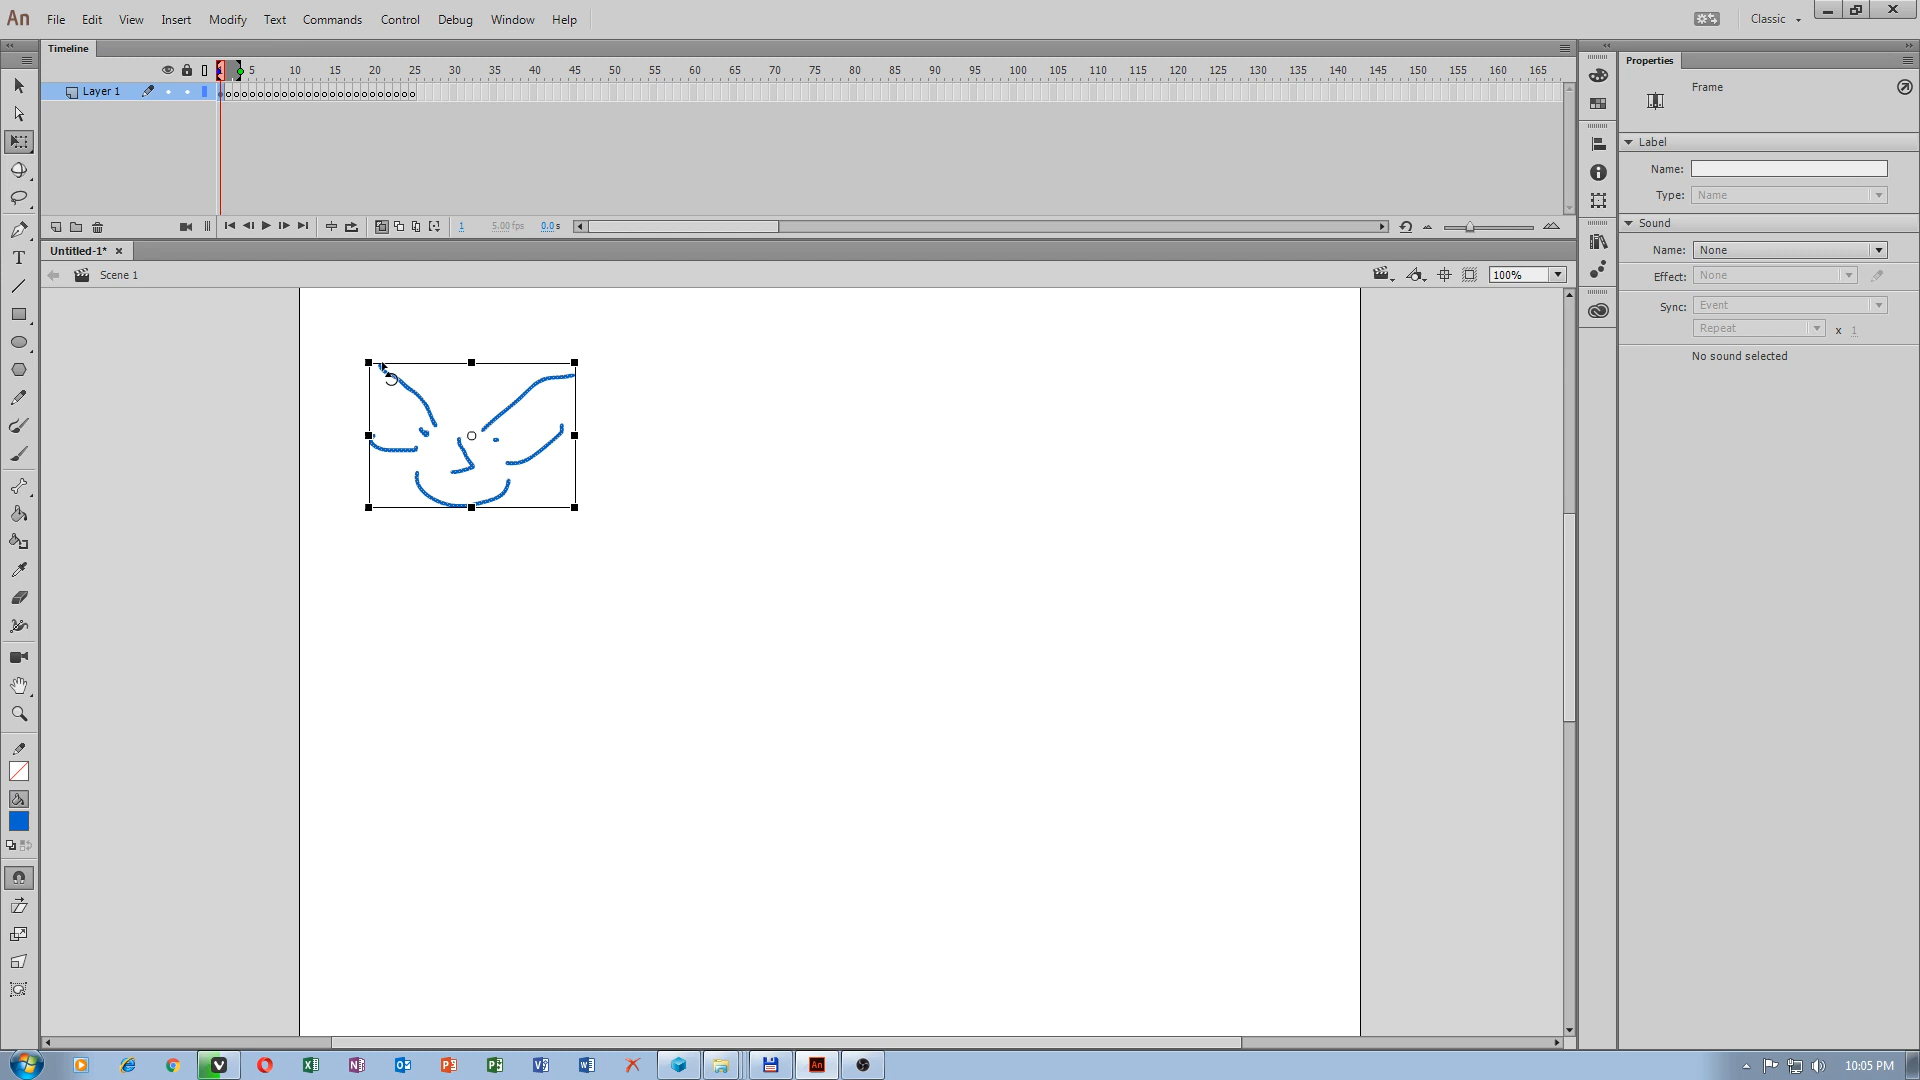 An File Edit View Insert Modify Text Commands Control Debug Window Help Classic
Timeline
5 10 15 20 25 30 35 40 45 50 55 60 65 70 75 80 85 90 95 100 105 110 115 120 125 130 135 140 145 150 155 160 165
Layer 1
1 5.00 fps 0.0 s
Untitled-1* ×
Scene 1
100%
Properties
Frame
Label
Name:
Type: Name
Sound
Name: None
Effect: None
Sync: Event
Repeat x 1
No sound selected
An
10:05 PM